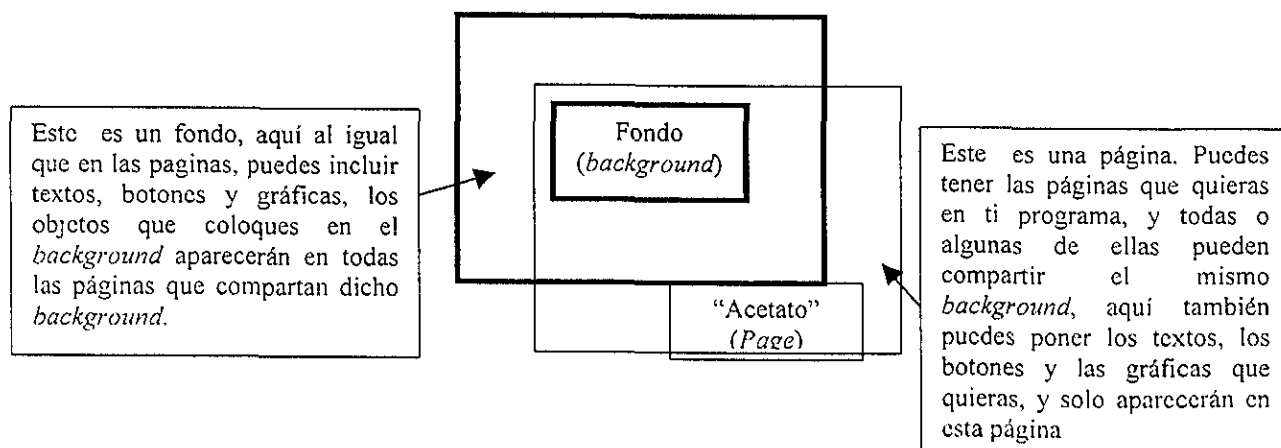 Este es un fondo, aquí al igual
que en las paginas, puedes incluir
textos, botones y gráficas, los
objetos que coloques en el
background aparecerán en todas
las páginas que compartan dicho
background.
Fondo
(background)
"Acetato"
(Page)
Este es una página. Puedes
tener las páginas que quieras
en ti programa, y todas o
algunas de ellas pueden
compartir el mismo
background, aquí también
puedes poner los textos, los
botones y las gráficas que
quieras, y solo aparecerán en
esta página